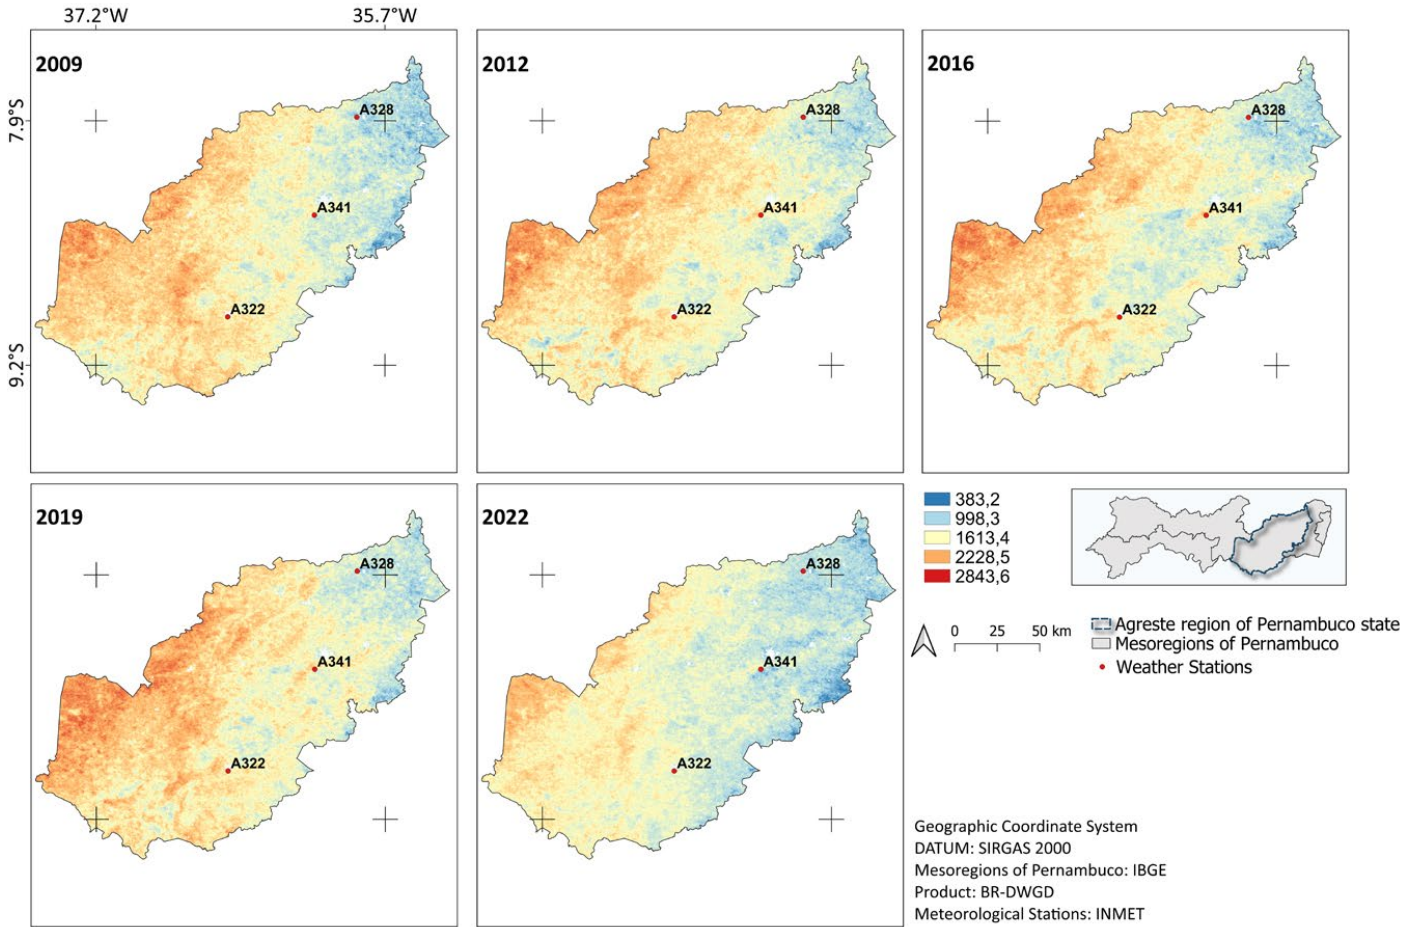 37.2°W
35.7°W
7.9°S
9.2°S
2009
A328
A341
A322
2012
A328
A341
A322
2016
A328
A341
A322
2019
A328
A341
A322
2022
A328
A341
A322
383,2
998,3
1613,4
2228,5
2843,6
0 25 50 km
Agreste region of Pernambuco state
Mesoregions of Pernambuco
Weather Stations
Geographic Coordinate System
DATUM: SIRGAS 2000
Mesoregions of Pernambuco: IBGE
Product: BR-DWGD
Meteorological Stations: INMET